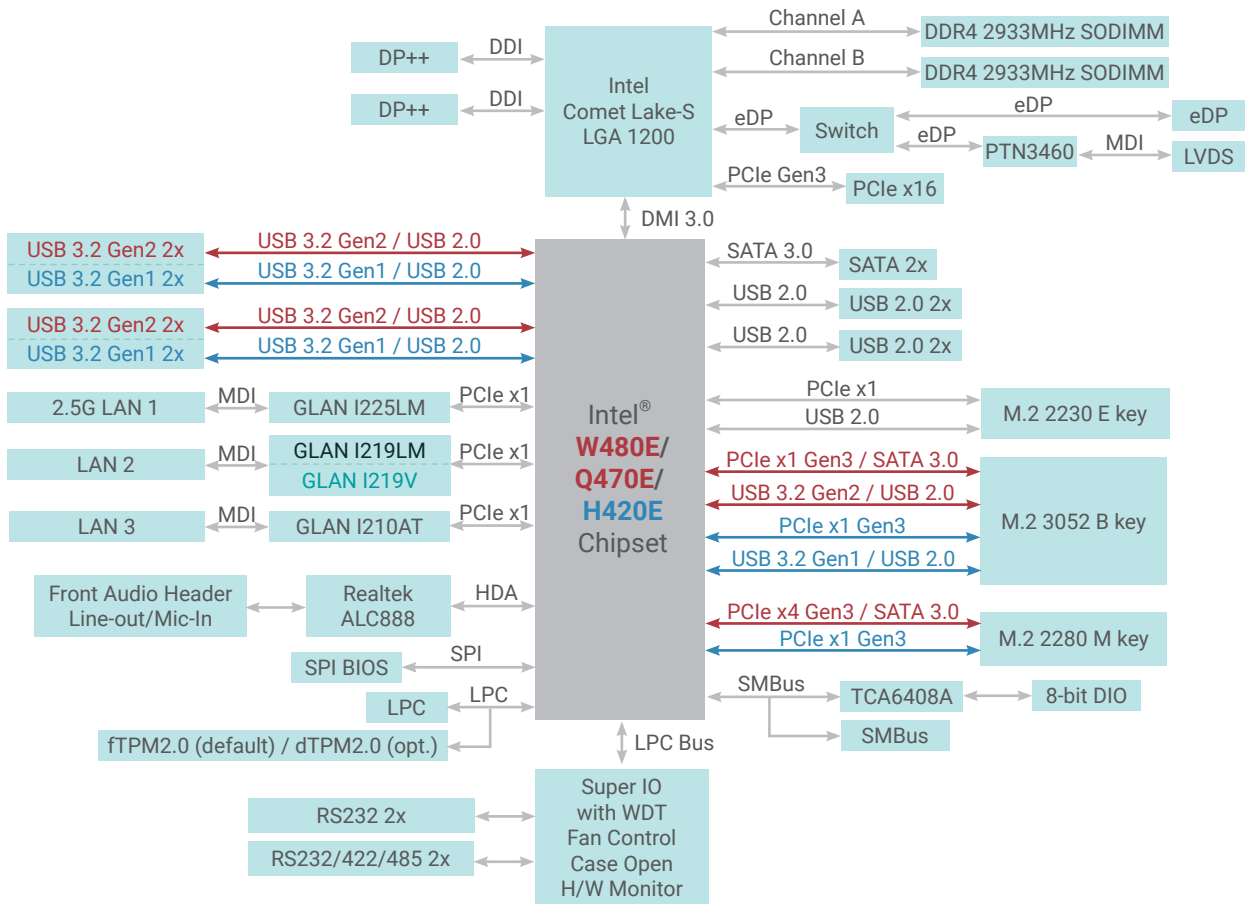 Channel A
DDR4 2933MHz SODIMM
DP++
DDI
Channel B
DDR4 2933MHz SODIMM
DP++
DDI
Intel
Comet Lake-S
LGA 1200
eDP
Switch
eDP
eDP
eDP
PTN3460
MDI
LVDS
PCIe Gen3
PCIe x16
DMI 3.0
USB 3.2 Gen2 2x
USB 3.2 Gen2 / USB 2.0
USB 3.2 Gen1 2x
USB 3.2 Gen1 / USB 2.0
USB 3.2 Gen2 2x
USB 3.2 Gen2 / USB 2.0
USB 3.2 Gen1 2x
USB 3.2 Gen1 / USB 2.0
2.5G LAN 1
MDI
GLAN I225LM
PCIe x1
LAN 2
MDI
GLAN I219LM
GLAN I219V
PCIe x1
LAN 3
MDI
GLAN I210AT
PCIe x1
Front Audio Header
Line-out/Mic-In
Realtek
ALC888
HDA
SPI BIOS
SPI
LPC
LPC
fTPM2.0 (default) / dTPM2.0 (opt.)
Intel®
W480E/
Q470E/
H420E
Chipset
SATA 3.0
SATA 2x
USB 2.0
USB 2.0 2x
USB 2.0
USB 2.0 2x
PCIe x1
USB 2.0
M.2 2230 E key
PCIe x1 Gen3 / SATA 3.0
USB 3.2 Gen2 / USB 2.0
PCIe x1 Gen3
USB 3.2 Gen1 / USB 2.0
M.2 3052 B key
PCIe x4 Gen3 / SATA 3.0
PCIe x1 Gen3
M.2 2280 M key
SMBus
TCA6408A
8-bit DIO
SMBus
LPC Bus
RS232 2x
RS232/422/485 2x
Super IO
with WDT
Fan Control
Case Open
H/W Monitor